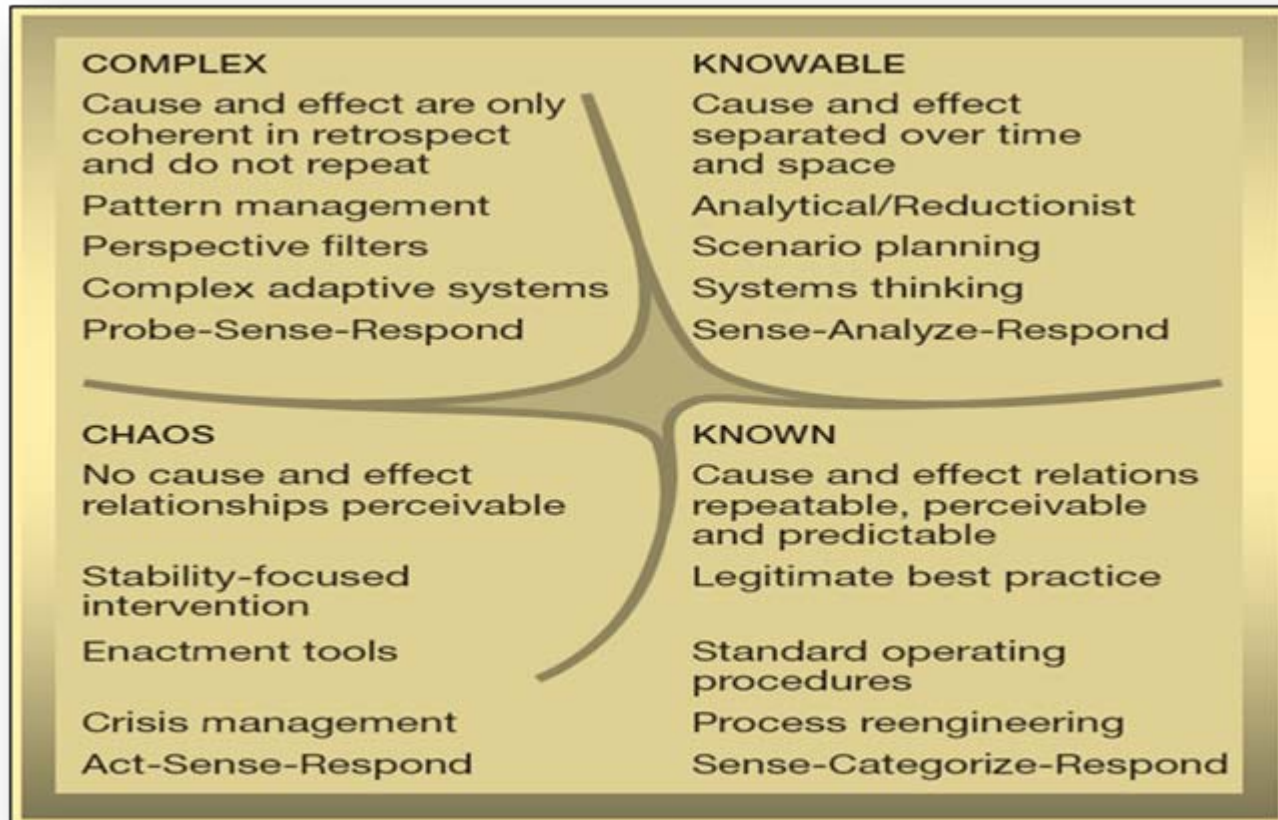 COMPLEX
Cause and effect are only
coherent in retrospect
and do not repeat
Pattern management
Perspective filters
Complex adaptive systems
Probe-Sense-Respond
KNOWABLE
Cause and effect
separated over time
and space
Analytical/Reductionist
Scenario planning
Systems thinking
Sense-Analyze-Respond
CHAOS
No cause and effect
relationships perceivable
Stability-focused
intervention
Enactment tools
Crisis management
Act-Sense-Respond
KNOWN
Cause and effect relations
repeatable, perceivable
and predictable
Legitimate best practice
Standard operating
procedures
Process reengineering
Sense-Categorize-Respond